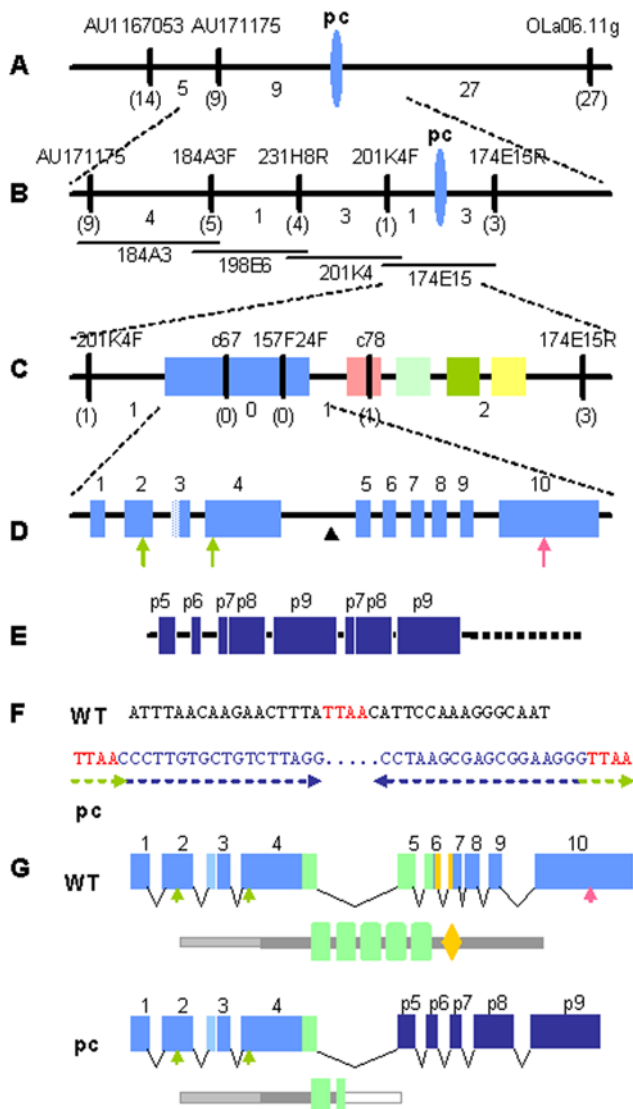 pc
AU1167053 AU171175 OLa06.11g
A
5 9 27
(14) (9) (27)
pc
AU171175 184A3F 231H8R 201K4F 174E15R
B
(9) 4 (5) 1 (4) 3 (1) 1 3 (3)
184A3 198E6 201K4 174E15
201K4F c67 157F24F c78 174E15R
C
(1) 1 (0) 0 (0) 1 (1) 2 (3)
1 2 3 4 5 6 7 8 9 10
D
p5 p6 p7p8 p9 p7p8 p9
E
F WT ATTTAACAAGAACTTTATTAACATTCCAAAGGGCAAT
TTAACCCTTGTGCTGTCTTAGG......CCTAAGCGAGCGGAAGGGTTAA
pc
1 2 3 4 5 6 7 8 9 10
G
WT
1 2 3 4 p5 p6 p7 p8 p9
pc